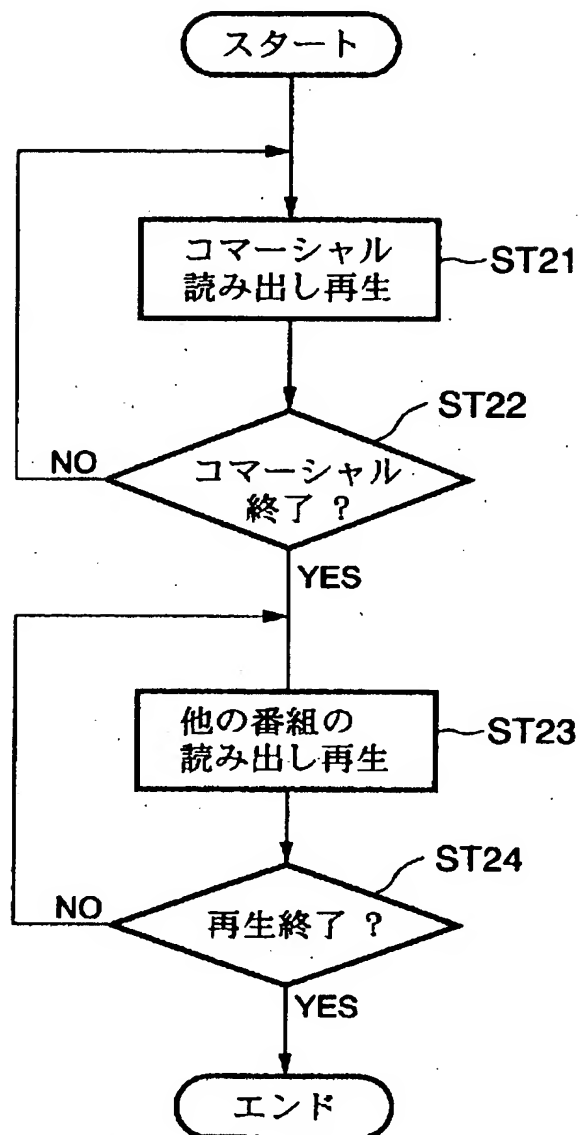 スタート
コマーシャル
読み出し再生
ST21
ST22
コマーシャル
終了 ?
NO
YES
他の番組の
読み出し再生
ST23
ST24
再生終了 ?
NO
YES
エンド